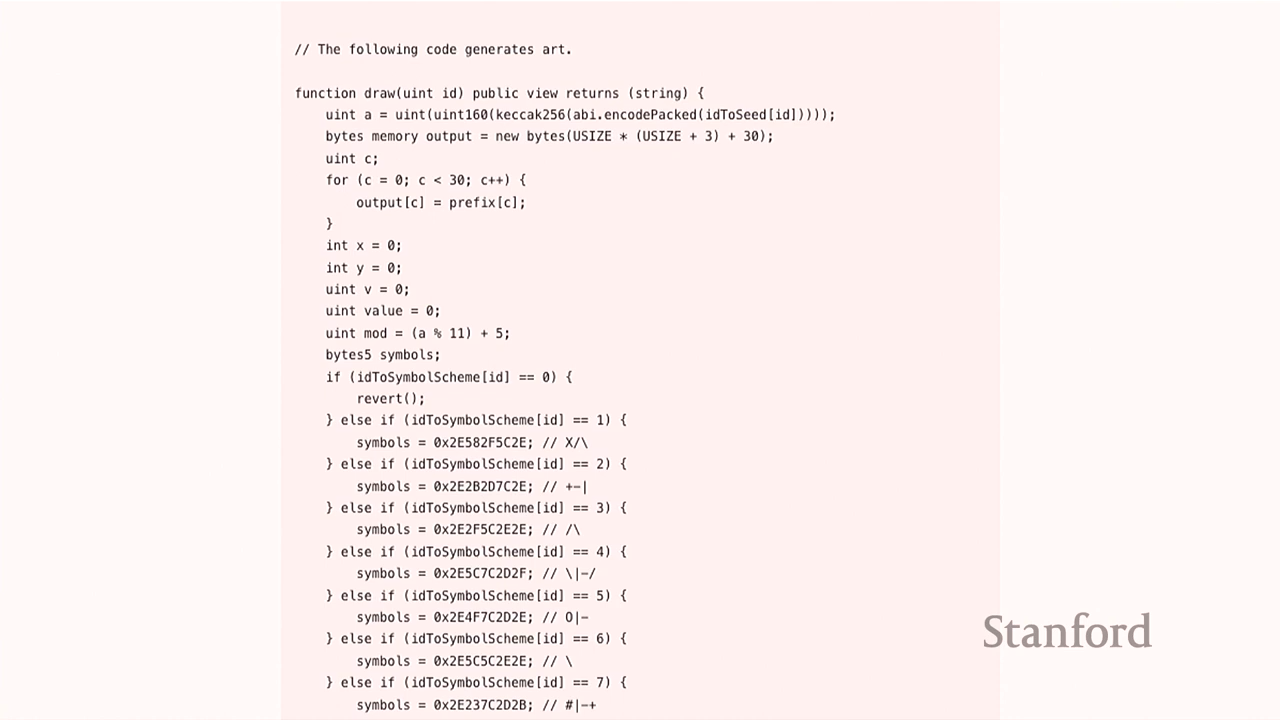 // The following code generates art.
function draw(uint id) public view returns (string) {
uint a = uint(uint160(keccak256(abi.encodePacked(idToSeed[id]))));
bytes memory output = new bytes(USIZE * (USIZE + 3) + 30);
uint c;
for (c = 0; c < 30; c++) {
output[c] = prefix[c];
}
int x = 0;
int y = 0;
uint v = 0;
uint value = 0;
uint mod = (a % 11) + 5;
bytes5 symbols;
if (idToSymbolScheme[id] == 0) {
revert();
} else if (idToSymbolScheme[id] == 1) {
symbols = 0x2E582F5C2E; // X/\
} else if (idToSymbolScheme[id] == 2) {
symbols = 0x2E2B2D7C2E; // +-|
} else if (idToSymbolScheme[id] == 3) {
symbols = 0x2E2F5C2E2E; // /\
} else if (idToSymbolScheme[id] == 4) {
symbols = 0x2E5C7C2D2F; // \|-/
} else if (idToSymbolScheme[id] == 5) {
symbols = 0x2E4F7C2D2E; // O|-
} else if (idToSymbolScheme[id] == 6) {
symbols = 0x2E5C5C2E2E; // \
} else if (idToSymbolScheme[id] == 7) {
symbols = 0x2E237C2D2B; // #|-+
Stanford